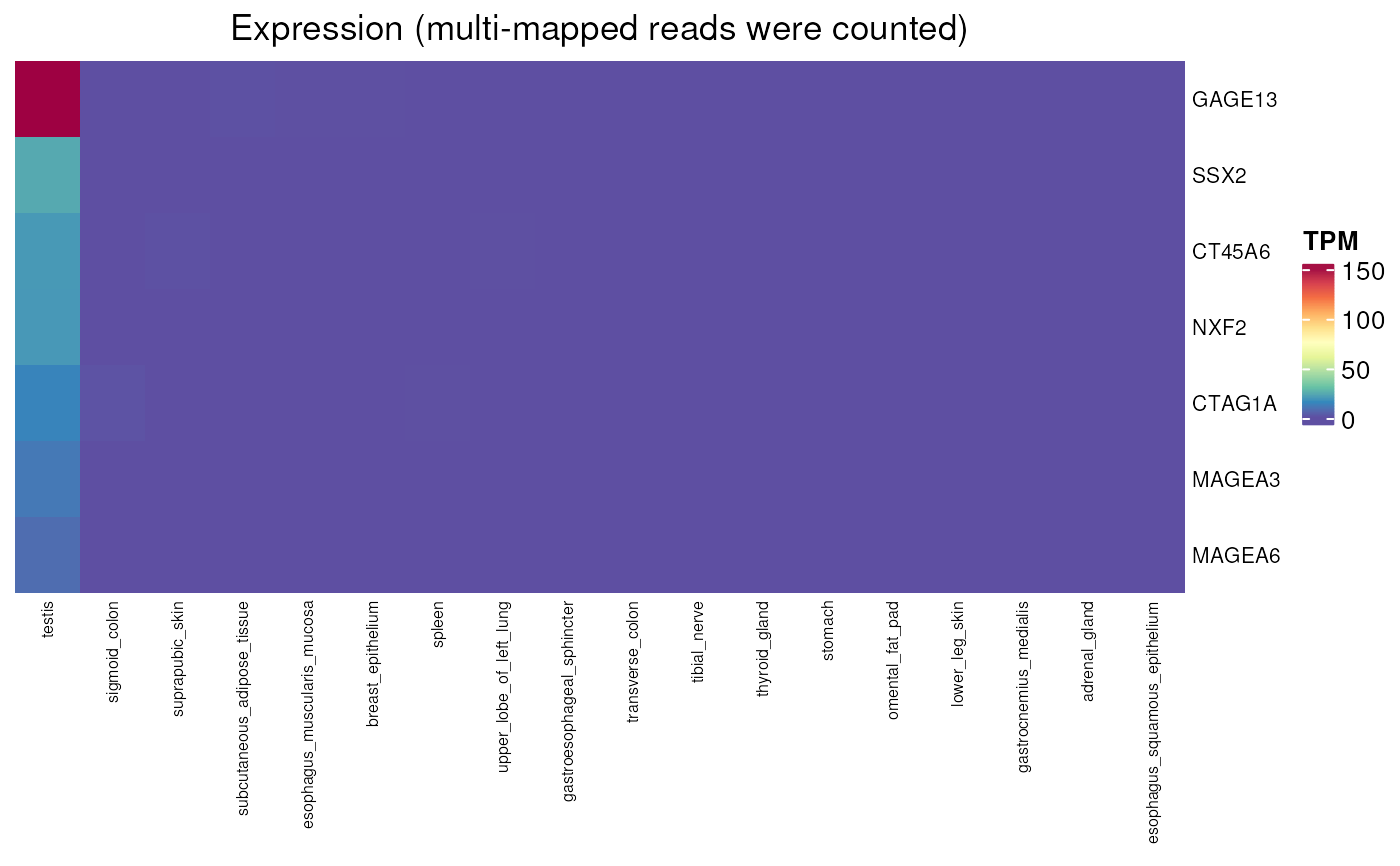 Expression (multi-mapped reads were counted)
GAGE13
SSX2
CT45A6
NXF2
CTAG1A
MAGEA3
MAGEA6
TPM
150
100
50
0
testis
sigmoid_colon
suprapubic_skin
subcutaneous_adipose_tissue
esophagus_muscularis_mucosa
breast_epithelium
spleen
upper_lobe_of_left_lung
gastroesophageal_sphincter
transverse_colon
tibial_nerve
thyroid_gland
stomach
omental_fat_pad
lower_leg_skin
gastrocnemius_medialis
adrenal_gland
esophagus_squamous_epithelium